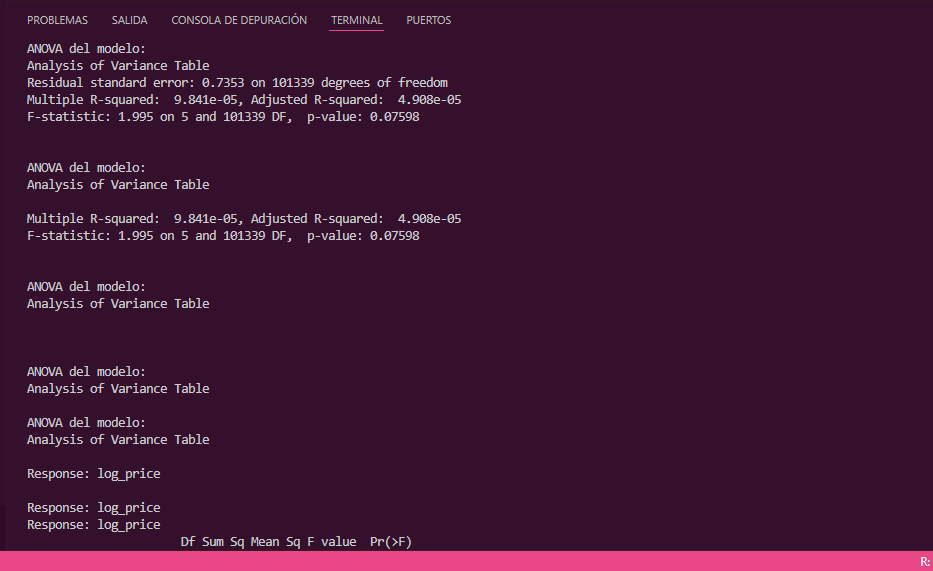 PROBLEMAS SALIDA CONSOLA DE DEPURACIÓN TERMINAL PUERTOS
ANOVA del modelo:
Analysis of Variance Table
Residual standard error: 0.7353 on 101339 degrees of freedom
Multiple R-squared:  9.841e-05, Adjusted R-squared:  4.908e-05
F-statistic: 1.995 on 5 and 101339 DF,  p-value: 0.07598
ANOVA del modelo:
Analysis of Variance Table
Multiple R-squared:  9.841e-05, Adjusted R-squared:  4.908e-05
F-statistic: 1.995 on 5 and 101339 DF,  p-value: 0.07598
ANOVA del modelo:
Analysis of Variance Table
ANOVA del modelo:
Analysis of Variance Table
ANOVA del modelo:
Analysis of Variance Table
Response: log_price
Response: log_price
Response: log_price
Df Sum Sq Mean Sq F value  Pr(>F)
R: